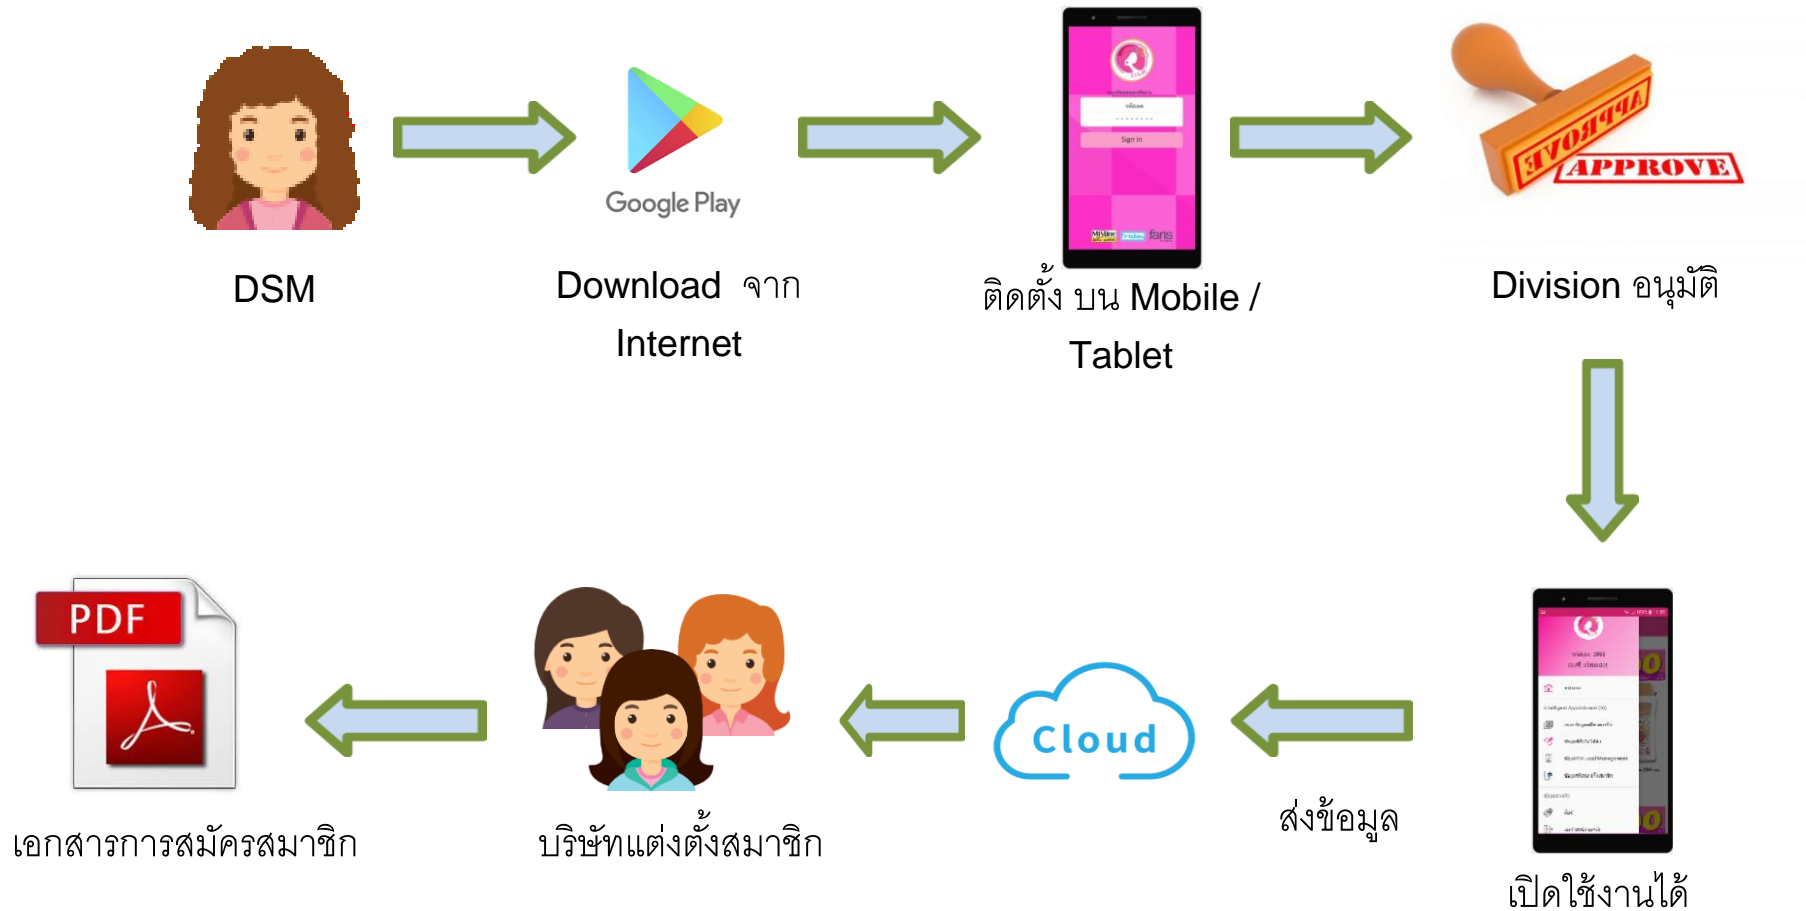 Google Play
Sign in
APPROVE
APPROVE
DSM
Download จาก
Internet
ติดตั้ง บน Mobile /
Tablet
Division อนุมัติ
PDF
Cloud
ส่งข้อมูล
เอกสารการสมัครสมาชิก
บริษัทแต่งตั้งสมาชิก
เปิดใช้งานได้